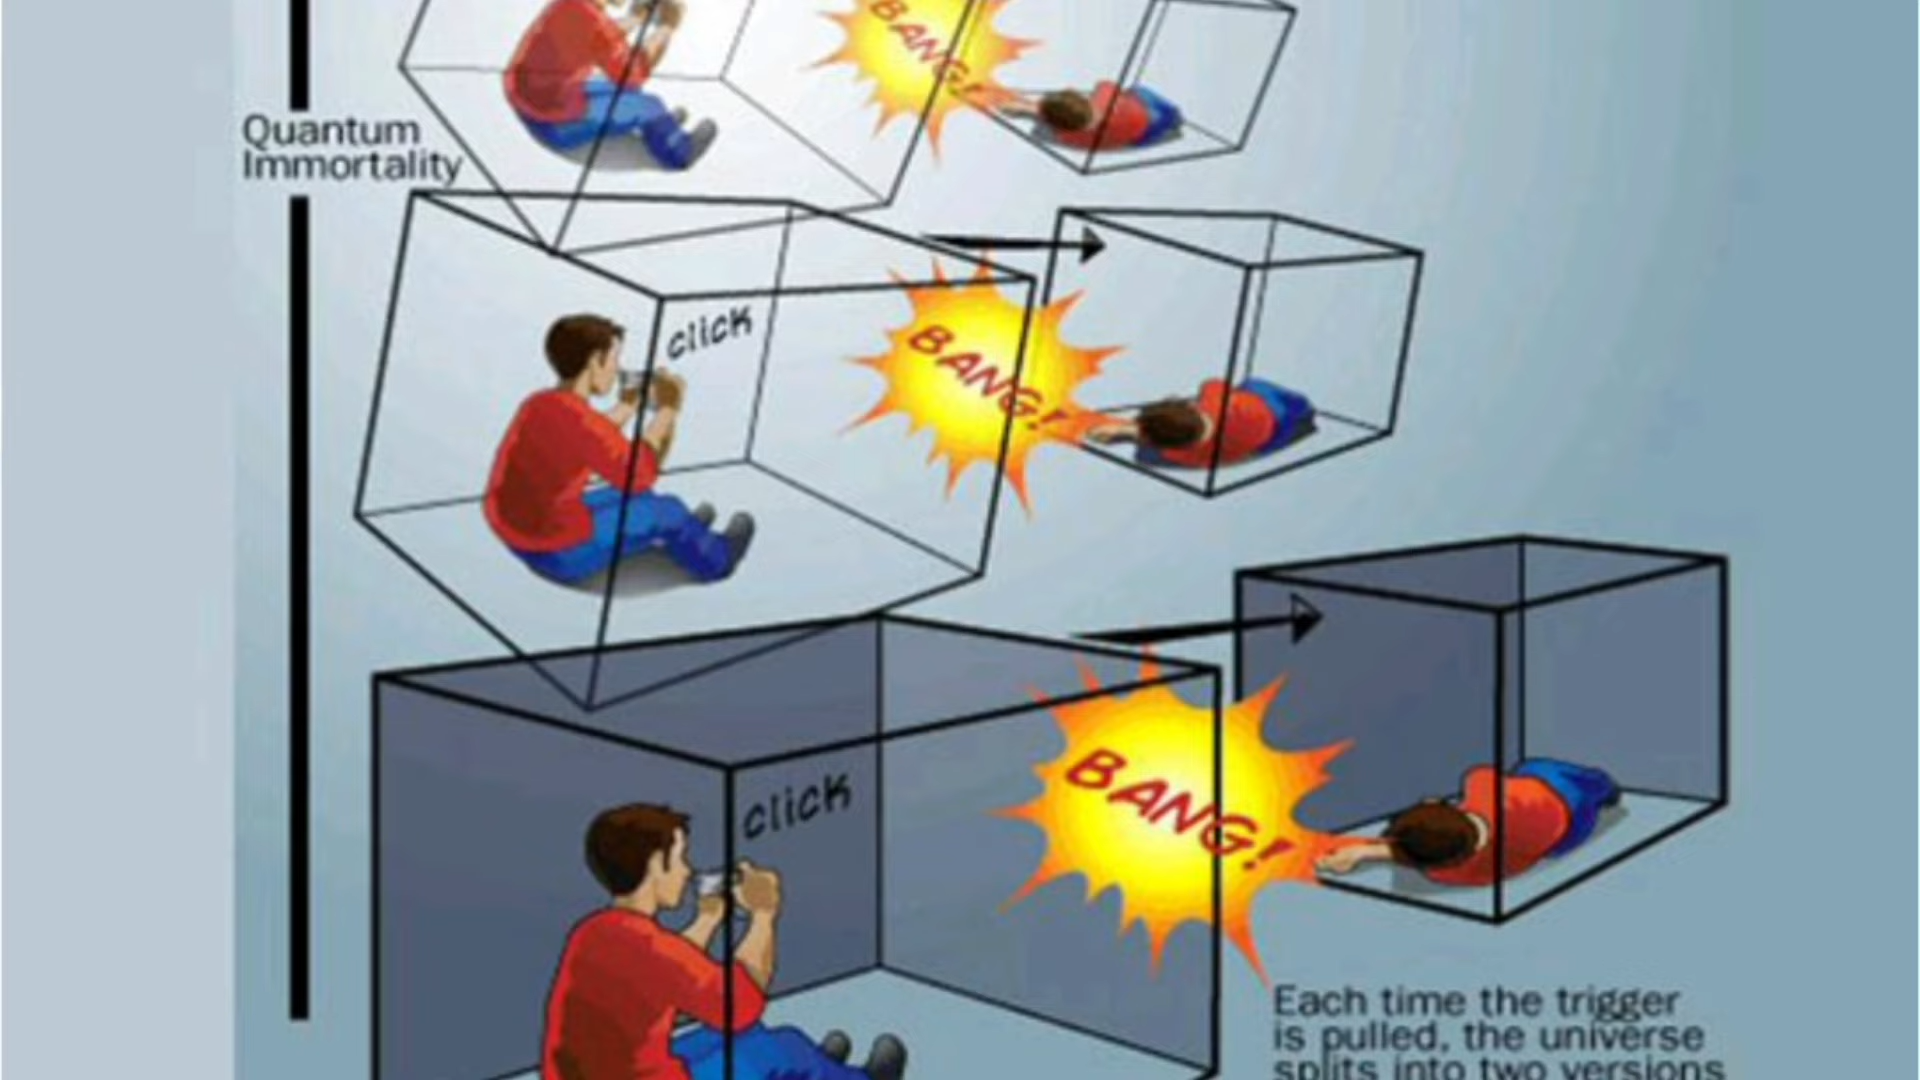 BANG!
Quantum
Immortality
click
BANG!
click
BANG!
Each time the trigger
is pulled, the universe
splits into two versions